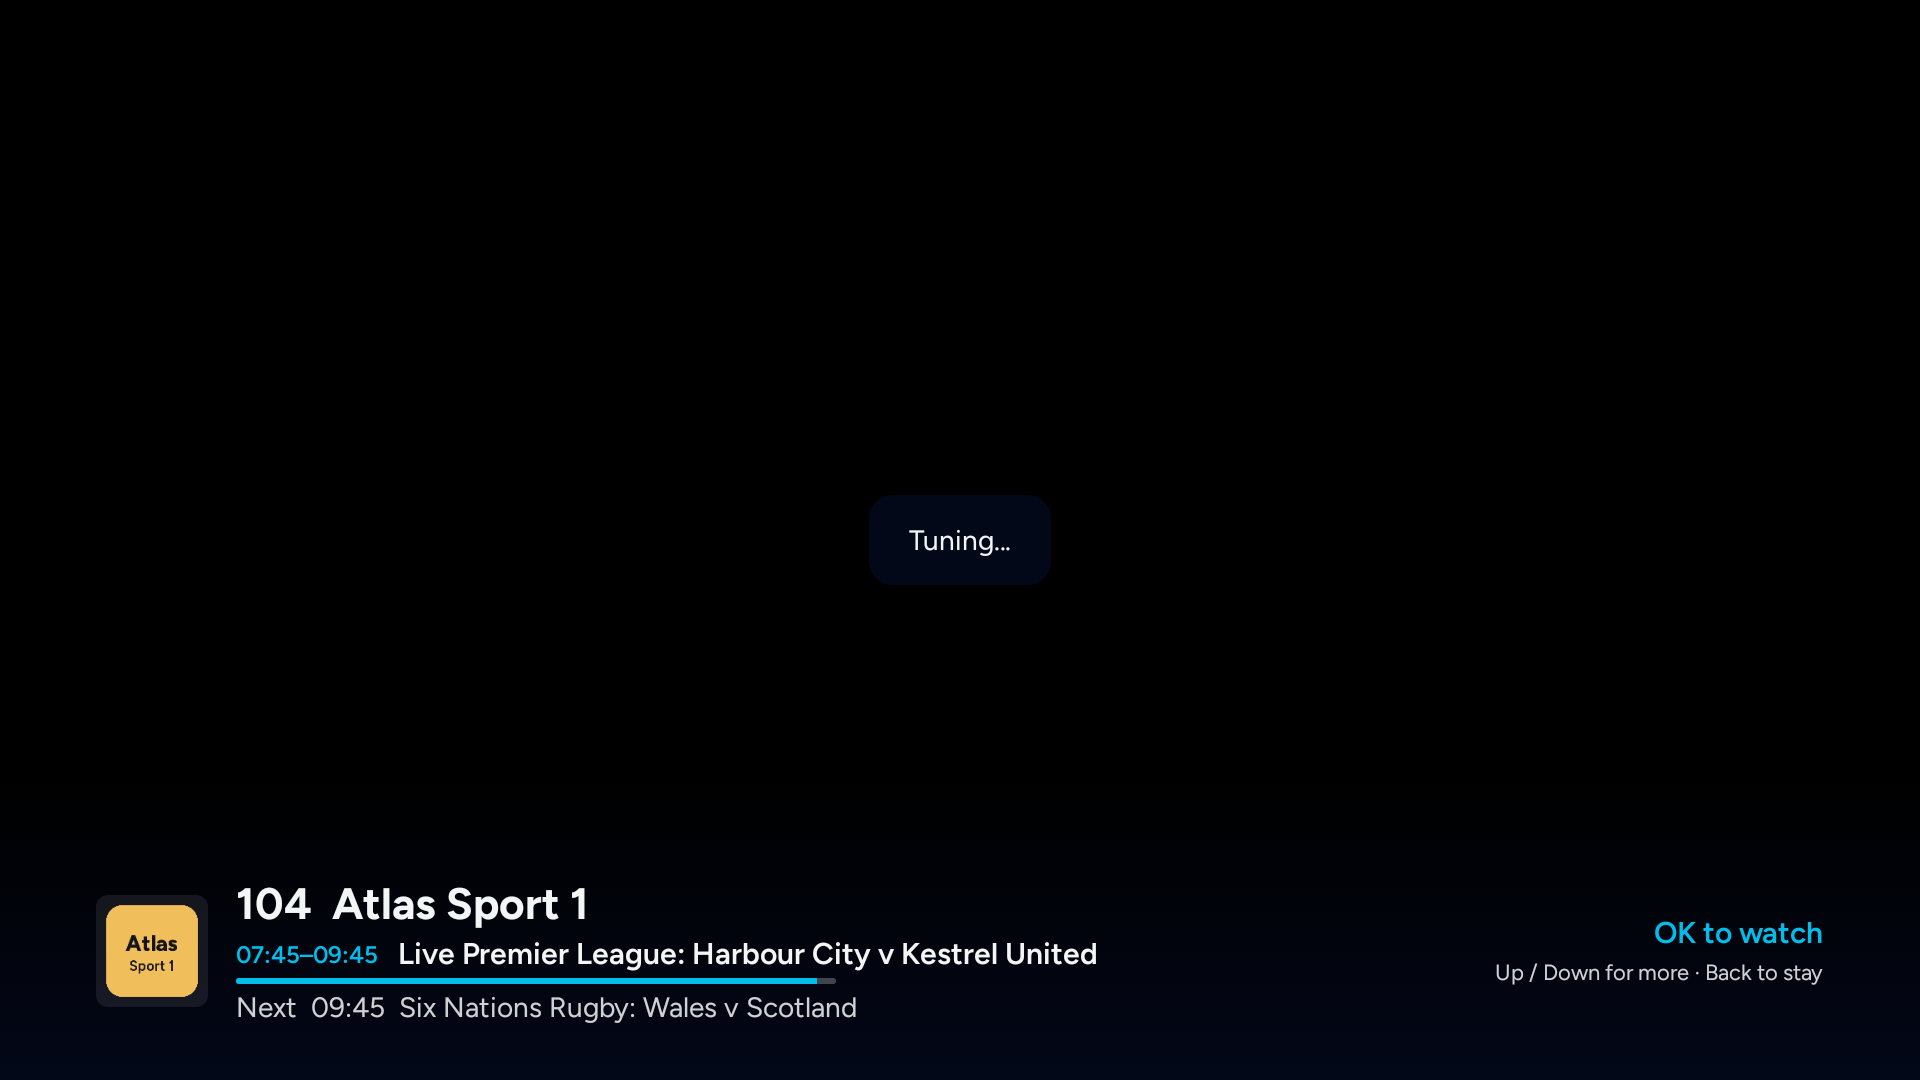 Tuning...
Atlas
Sport 1
104 Atlas Sport 1
07:45–09:45 Live Premier League: Harbour City v Kestrel United
Next 09:45 Six Nations Rugby: Wales v Scotland
OK to watch
Up / Down for more · Back to stay